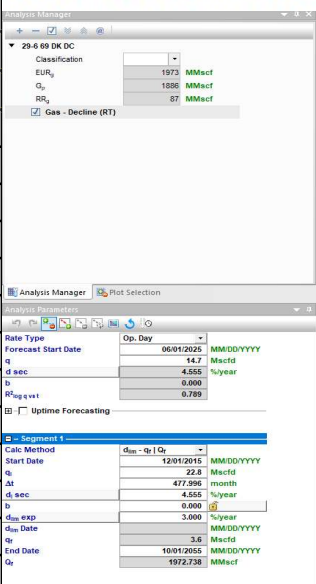 Analysis Manager
29-6 69 DK DC
Classification
EURg 1973 MMscf
Gp 1886 MMscf
RRg 87 MMscf
Gas - Decline (RT)
Analysis Manager Plot Selection
Analysis Parameters
Rate Type Op. Day
Forecast Start Date 06/01/2025 MM/DD/YYYY
q 14.7 Mscfd
d sec 4.555 %/year
b 0.000
R² log q vs t 0.789
Uptime Forecasting
Segment 1
Calc Method dlim - qf | Qf
Start Date 12/01/2015 MM/DD/YYYY
qi 22.8 Mscfd
Δt 477.996 month
di sec 4.555 %/year
b 0.000
dlim exp 3.000 %/year
dlim Date MM/DD/YYYY
qf 3.6 Mscfd
End Date 10/01/2055 MM/DD/YYYY
Qf 1972.738 MMscf